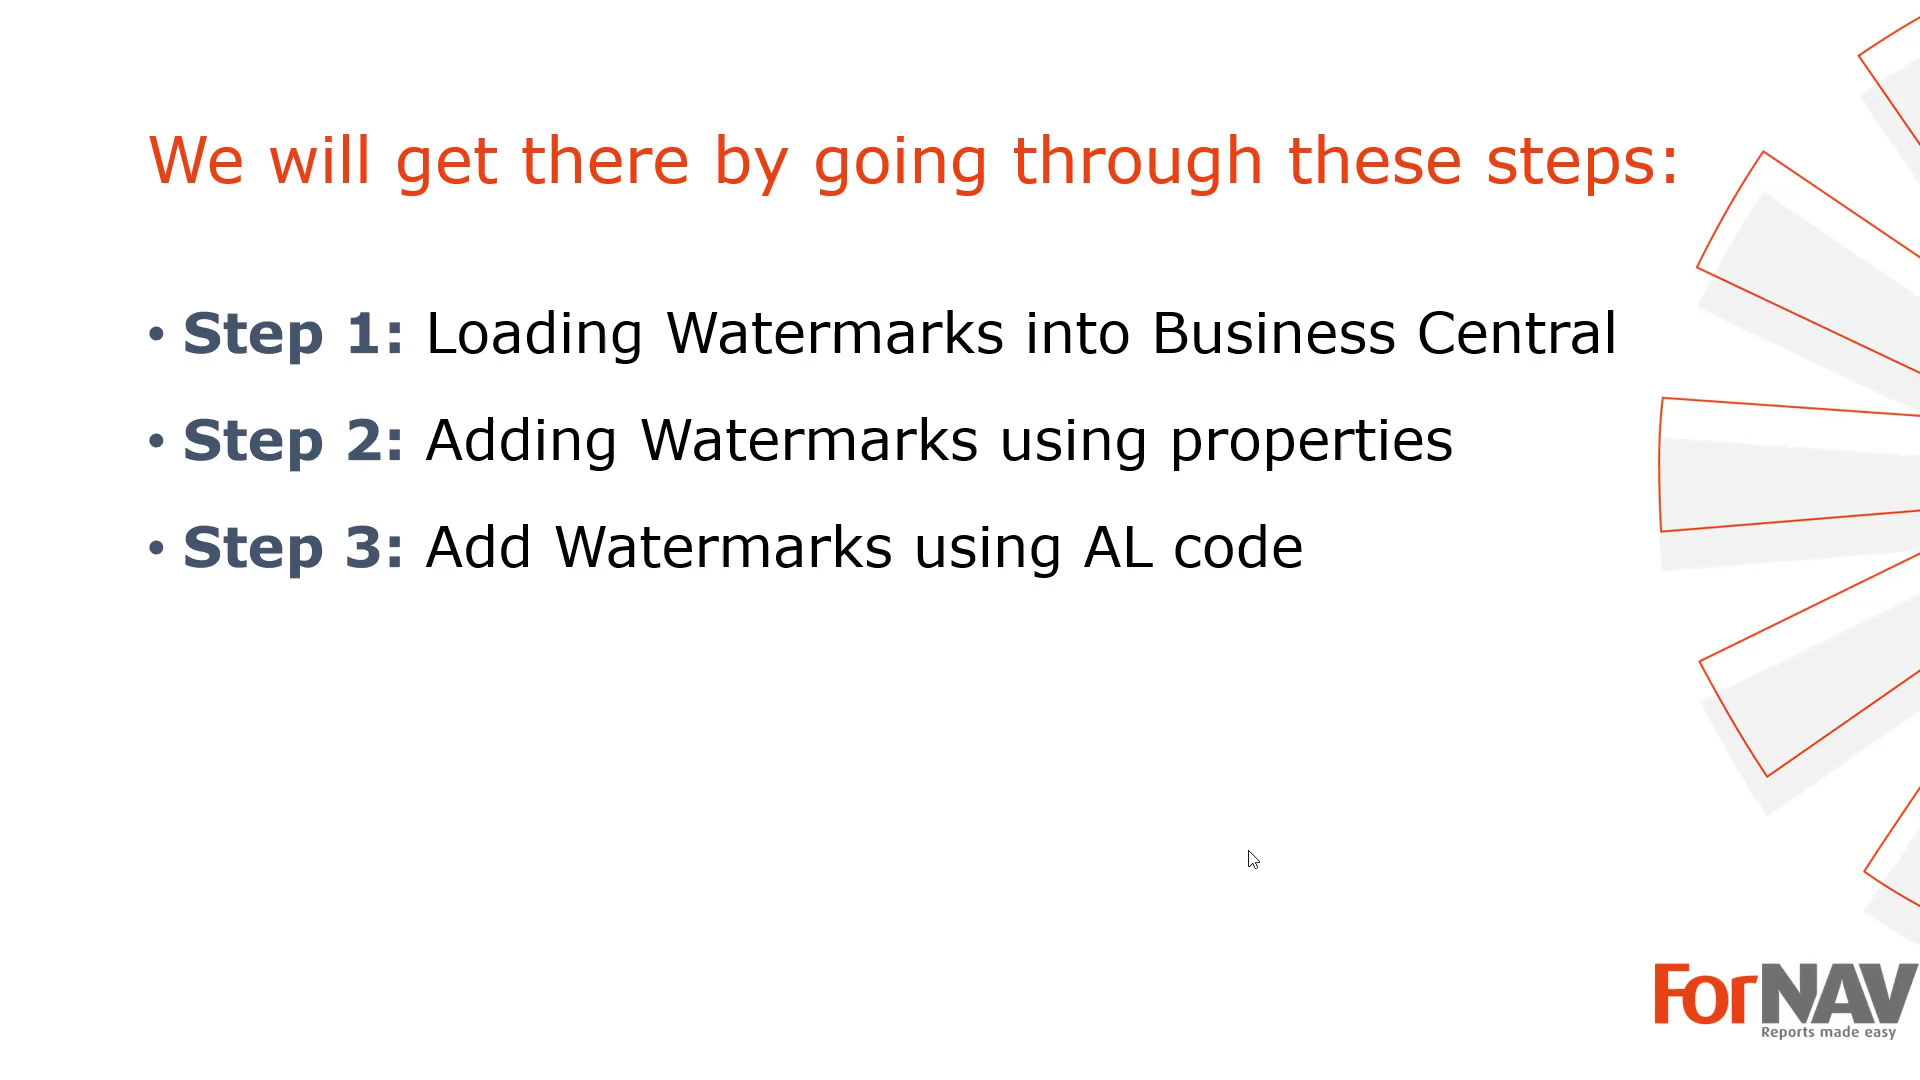 We will get there by going through these steps:
• Step 1: Loading Watermarks into Business Central
• Step 2: Adding Watermarks using properties
• Step 3: Add Watermarks using AL code
ForNAV
Reports made easy